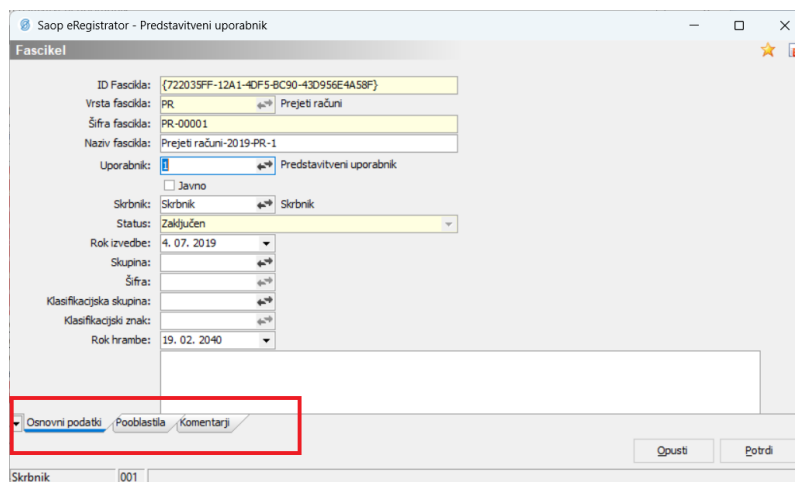 Saop eRegistrator - Predstavitveni uporabnik
Fascikel
ID Fascikla: {722035FF-12A1-4DF5-BC90-43D956E4A58F}
Vrsta fascikla: PR Prejeti računi
Šifra fascikla: PR-00001
Naziv fascikla: Prejeti računi-2019-PR-1
Uporabnik: 1 Predstavitveni uporabnik
Javno
Skrbnik: Skrbnik Skrbnik
Status: Zaključen
Rok izvedbe: 4. 07. 2019
Skupina:
Šifra:
Klasifikacijska skupina:
Klasifikacijski znak:
Rok hrambe: 19. 02. 2040
Osnovni podatki Pooblastila Komentarji
Opusti Potrdi
Skrbnik 001